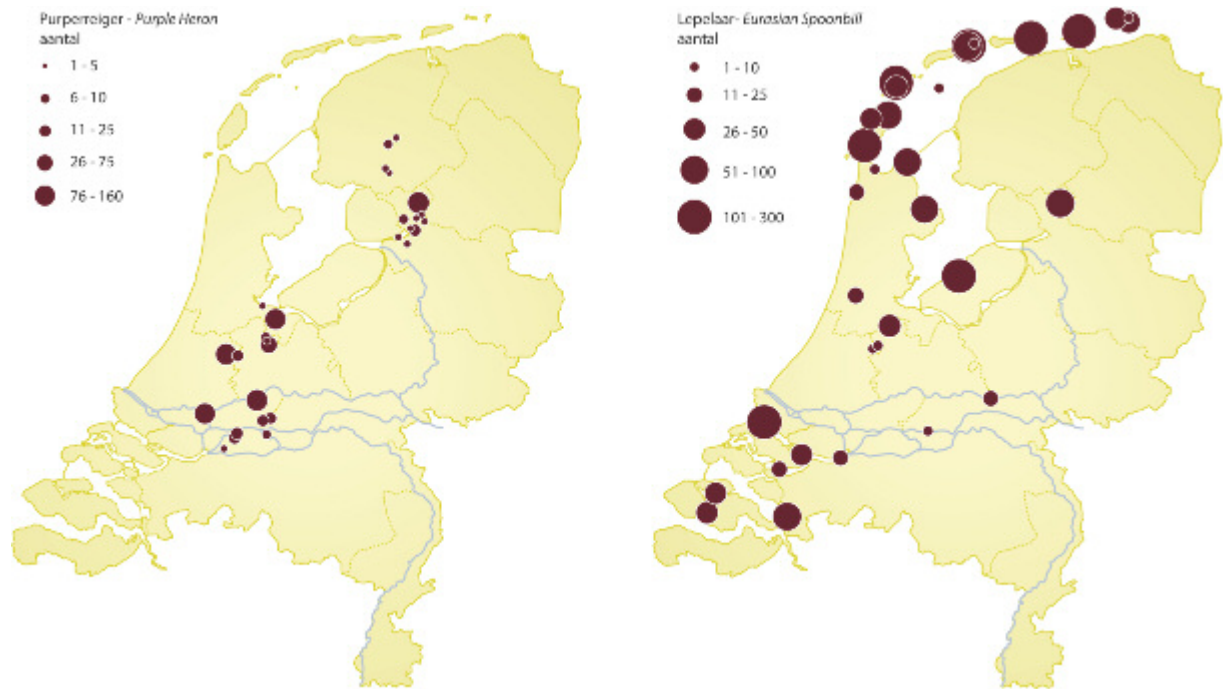 Purperreiger - Purple Heron
aantal
1 - 5
6 - 10
11 - 25
26 - 75
76 - 160
Lepelaar- Eurasian Spoonbill
aantal
1 - 10
11 - 25
26 - 50
51 - 100
101 - 300